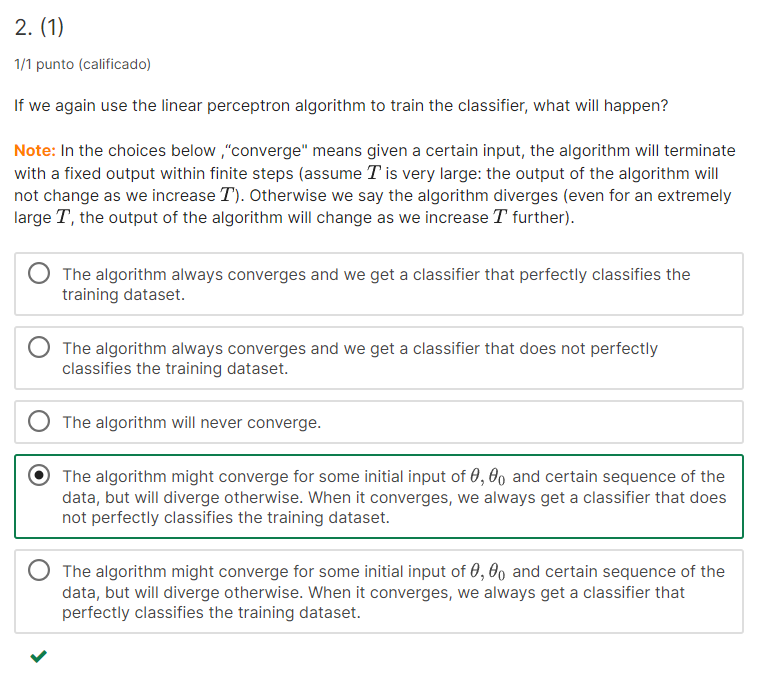 2. (1)
1/1 punto (calificado)
If we again use the linear perceptron algorithm to train the classifier, what will happen?
Note: In the choices below ,“converge" means given a certain input, the algorithm will terminate
with a fixed output within finite steps (assume T is very large: the output of the algorithm will
not change as we increase T). Otherwise we say the algorithm diverges (even for an extremely
large T, the output of the algorithm will change as we increase T further).
The algorithm always converges and we get a classifier that perfectly classifies the
training dataset.
The algorithm always converges and we get a classifier that does not perfectly
classifies the training dataset.
The algorithm will never converge.
The algorithm might converge for some initial input of θ, θ₀ and certain sequence of the
data, but will diverge otherwise. When it converges, we always get a classifier that does
not perfectly classifies the training dataset.
The algorithm might converge for some initial input of θ, θ₀ and certain sequence of the
data, but will diverge otherwise. When it converges, we always get a classifier that
perfectly classifies the training dataset.